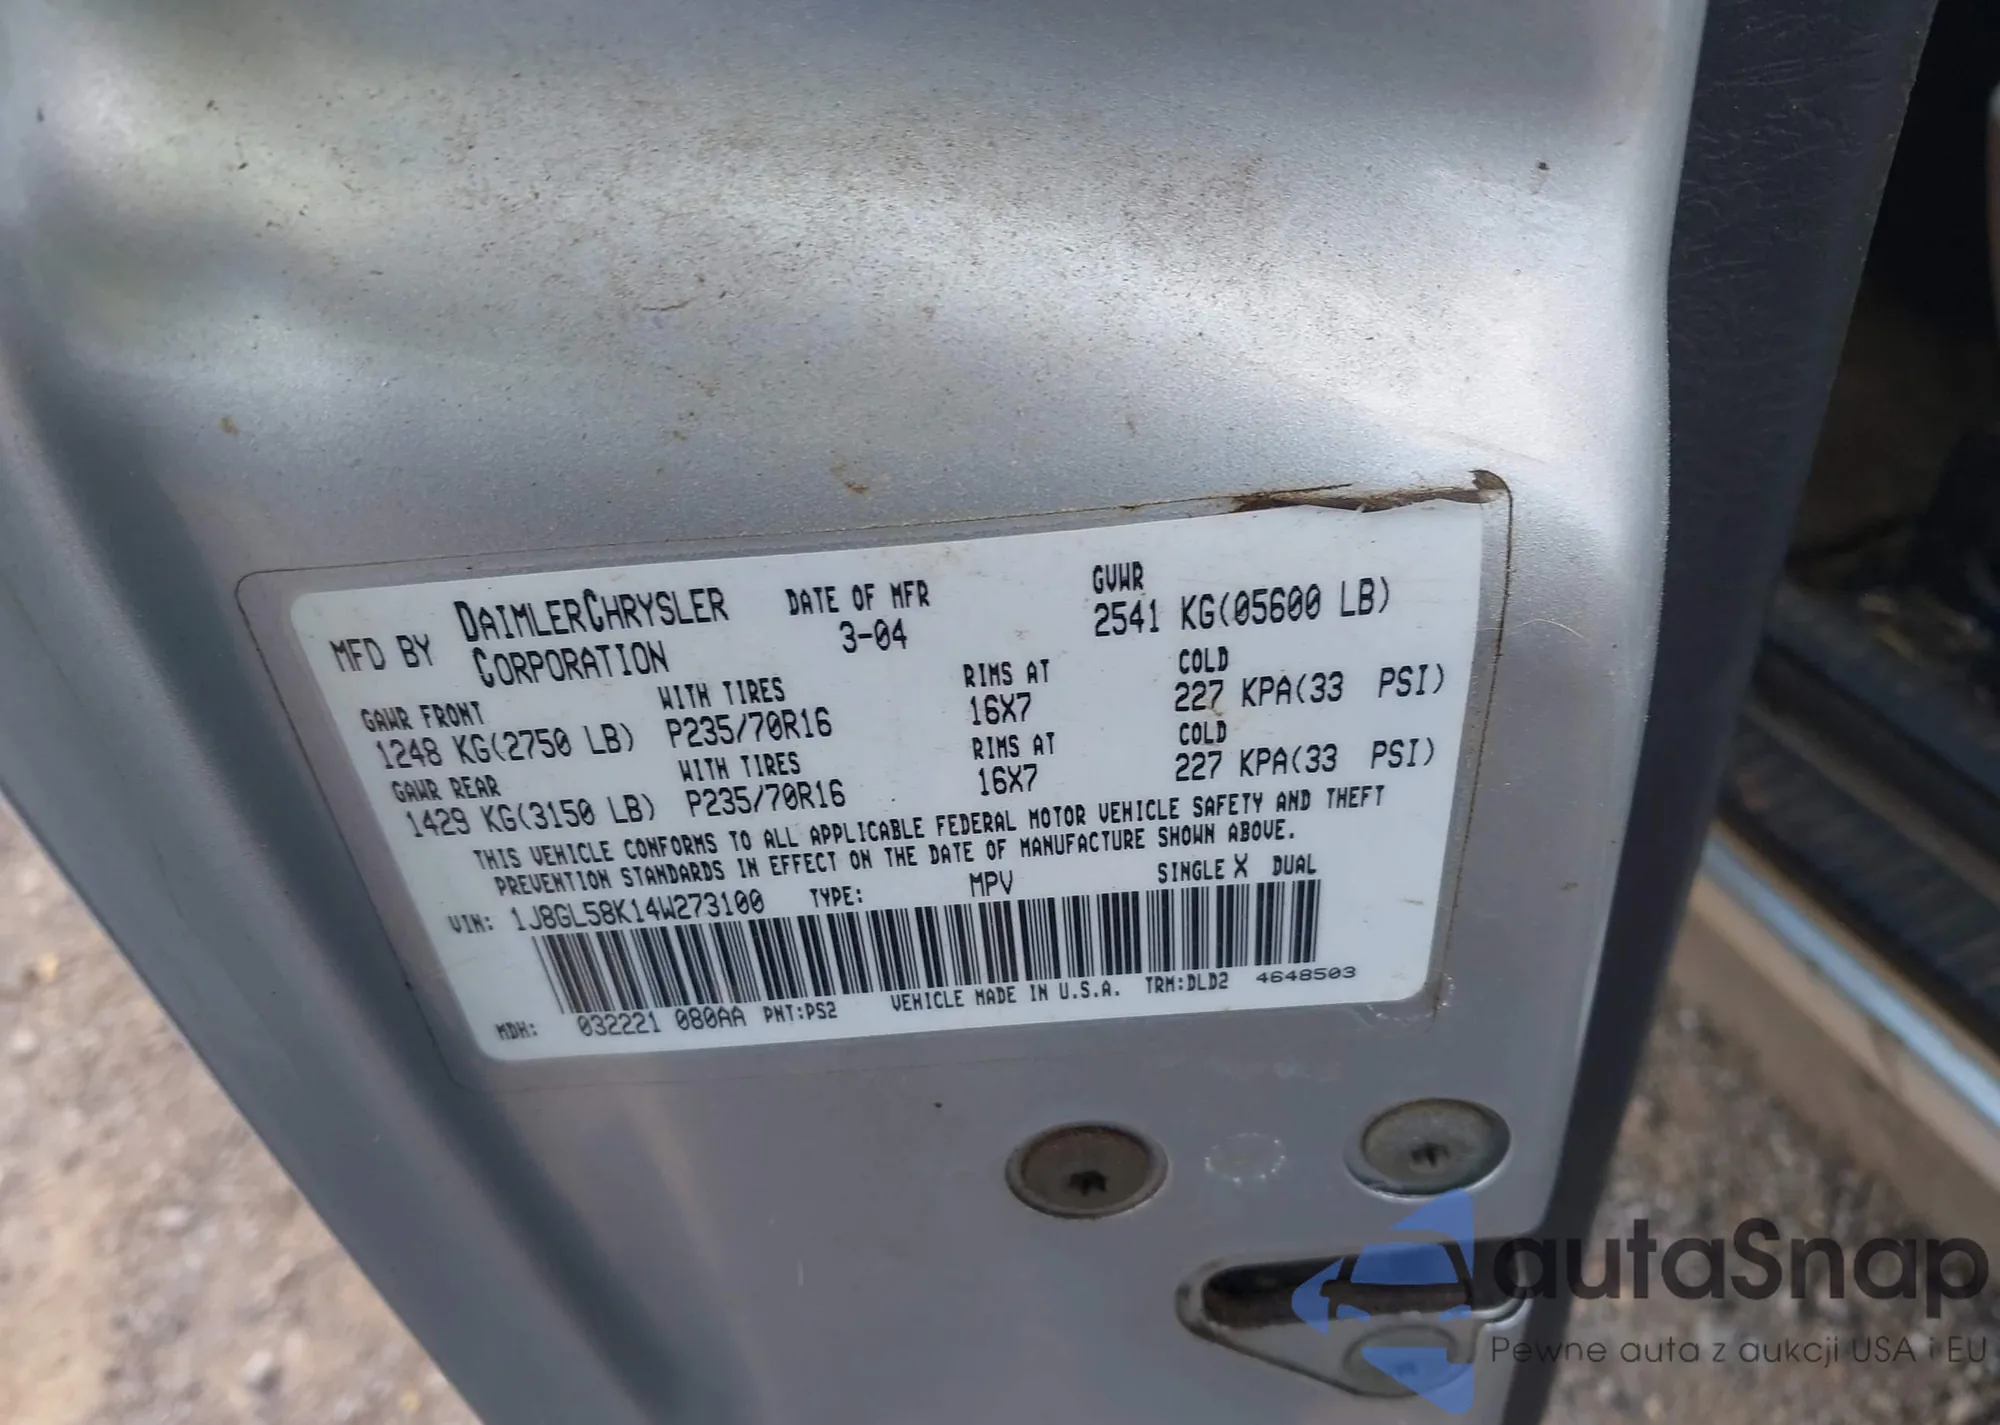 MFD BY DAIMLERCHRYSLER CORPORATION DATE OF MFR 3-04 GVWR 2541 KG(05600 LB)
GAWR FRONT WITH TIRES RIMS AT COLD
1248 KG(2750 LB) P235/70R16 16X7 227 KPA(33 PSI)
GAWR REAR WITH TIRES RIMS AT COLD
1429 KG(3150 LB) P235/70R16 16X7 227 KPA(33 PSI)
THIS VEHICLE CONFORMS TO ALL APPLICABLE FEDERAL MOTOR VEHICLE SAFETY AND THEFT
PREVENTION STANDARDS IN EFFECT ON THE DATE OF MANUFACTURE SHOWN ABOVE.
VIN: 1J8GL58K14W273100 TYPE: MPV SINGLE X DUAL
MDH: 032221 080AA PNT:PS2 VEHICLE MADE IN U.S.A. TRM:DLD2 4648503
autaSnap
Pewne auta z aukcji USA i EU